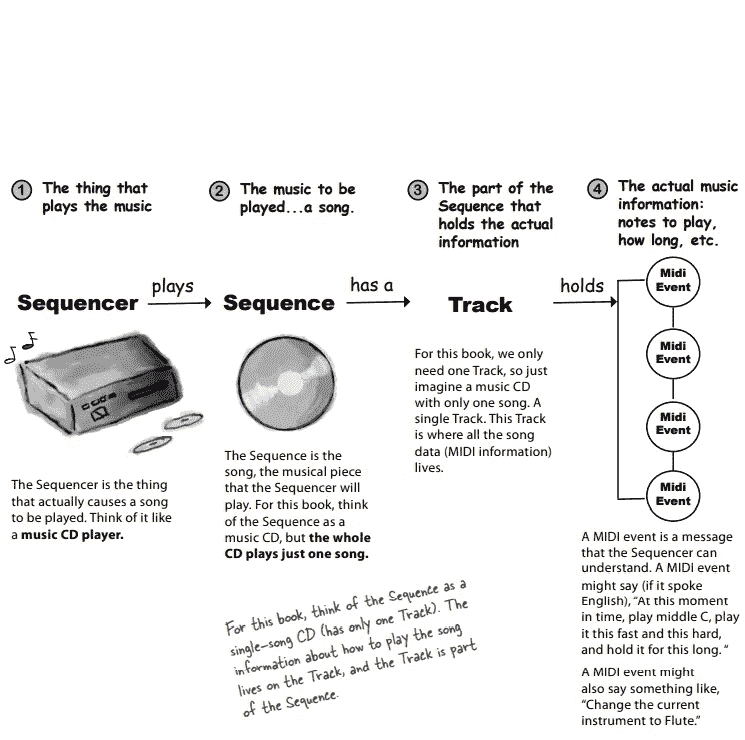 1 The thing that
plays the music
2 The music to be
played...a song.
3 The part of the
Sequence that
holds the actual
information
4 The actual music
information:
notes to play,
how long, etc.
Sequencer
plays
Sequence
has a
Track
holds
Midi
Event
Midi
Event
Midi
Event
Midi
Event
The Sequencer is the thing
that actually causes a song
to be played. Think of it like
a music CD player.
The Sequence is the
song, the musical piece
that the Sequencer will
play. For this book, think
of the Sequence as a
music CD, but the whole
CD plays just one song.
For this book, we only
need one Track, so just
imagine a music CD
with only one song. A
single Track. This Track
is where all the song
data (MIDI information)
lives.
A MIDI event is a message
that the Sequencer can
understand. A MIDI event
might say (if it spoke
English), "At this moment
in time, play middle C, play
it this fast and this hard,
and hold it for this long."
A MIDI event might
also say something like,
"Change the current
instrument to Flute."
For this book, think of the Sequence as a
single-song CD (has only one Track). The
information about how to play the song
lives on the Track, and the Track is part
of the Sequence.